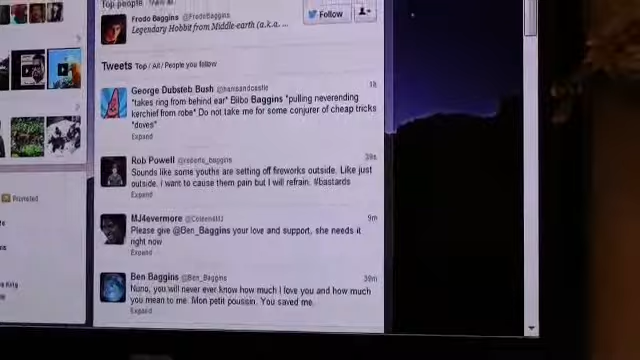 Top people
Frodo Baggins @FrodoBaggins
Legendary Hobbit from Middle-earth (a.k.a. ...
Follow
Tweets Top / All / People you follow
George Dubsteb Bush @hamsandcastle
1h
*takes ring from behind ear* Bilbo Baggins *pulling neverending
kerchief from robe* Do not take me for some conjurer of cheap tricks
*doves*
Expand
Rob Powell
Sounds like some youths are setting off fireworks outside. Like just
outside. I want to cause them pain but I will refrain. #bastards
Expand
MJ4evermore
9m
Please give @Ben_Baggins your love and support, she needs it
right now
Expand
Ben Baggins @Ben_Baggins
39m
Nuno, you will never ever know how much I love you and how much
you mean to me. Mon petit poussin. You saved me.
Expand
Promoted